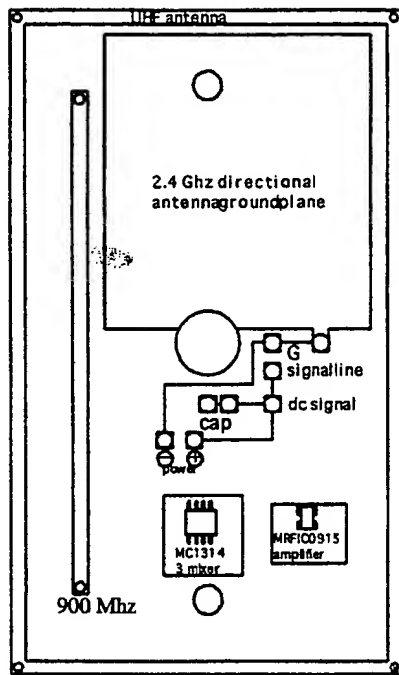 UHF antenna
2.4 Ghz directional
antennagroundplane
G
signalline
dc signal
cap
power
MC1314
3 mixer
MRFIC0915
amplifier
900 Mhz